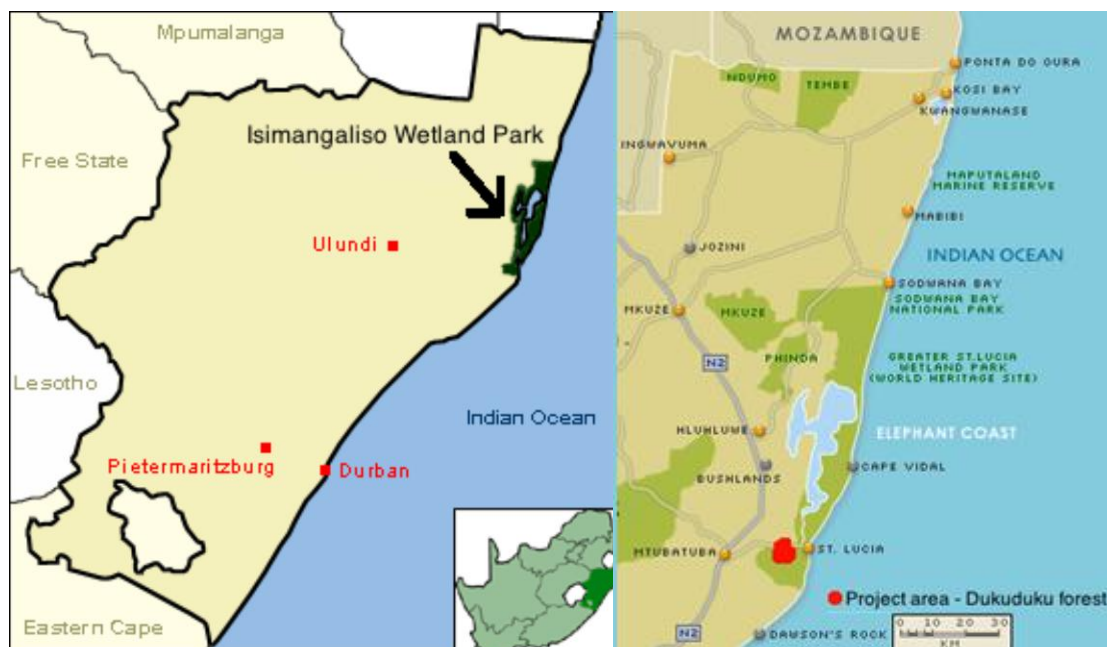 Mpumalanga
Isimangaliso Wetland Park
Free State
Ulundi
Lesotho
Indian Ocean
Pietermaritzburg
Durban
Eastern Cape
MOZAMBIQUE
PONTA DO OURA
NDUMO
TEMBE
KOSI BAY
KWANGWANASE
INGWAVUMA
MAPUTALAND
MARINE RESERVE
MABIBI
JOZINI
INDIAN OCEAN
SODWANA BAY
SODWANA BAY
NATIONAL PARK
MKUZE
MKUZE
PHINDA
N2
GREATER ST.LUCIA
WETLAND PARK
(WORLD HERITAGE SITE)
HLUHLUWE
ELEPHANT COAST
BUSHLANDS
CAPE VIDAL
MTUBATUBA
ST. LUCIA
Project area - Dukuduku forest
N2
DAWSON'S ROCK
0 10 20 30
KM